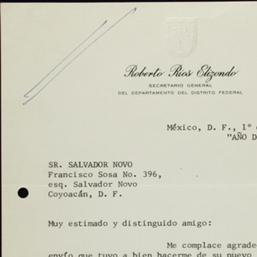 Roberto Ríos Elizondo
SECRETARIO GENERAL
DEL DEPARTAMENTO DEL DISTRITO FEDERAL
México, D. F., 1°
"AÑO D
SR. SALVADOR NOVO
Francisco Sosa No. 396,
esq. Salvador Novo
Coyoacán, D. F.
Muy estimado y distinguido amigo:
Me complace agrade
envío que tuvo a bien hacerme de su nuevo